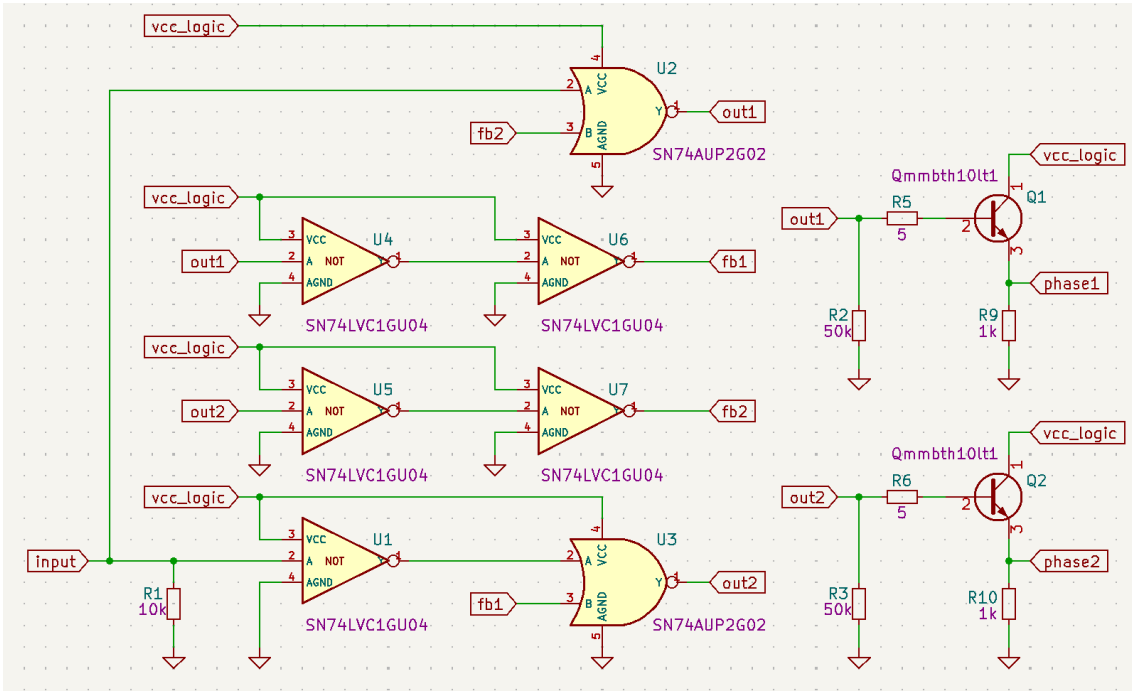 vcc_logic
4
U2
2 A VCC
Y 1 out1
fb2 3 B AGND
5
SN74AUP2G02
vcc_logic
3 VCC U4
out1 2 A NOT Y 1
4 AGND
SN74LVC1GU04
3 VCC U6
2 A NOT Y 1 fb1
4 AGND
SN74LVC1GU04
vcc_logic
3 VCC U5
out2 2 A NOT Y 1
4 AGND
SN74LVC1GU04
3 VCC U7
2 A NOT Y 1 fb2
4 AGND
SN74LVC1GU04
vcc_logic
3 VCC U1
input 2 A NOT Y 1
4 AGND
R1
10k
SN74LVC1GU04
4
U3
2 A VCC
Y 1 out2
fb1 3 B AGND
5
SN74AUP2G02
vcc_logic
Qmmbth10lt1
1
Q1
out1 R5
5
2
3
phase1
R2
50k
R9
1k
vcc_logic
Qmmbth10lt1
1
Q2
out2 R6
5
2
3
phase2
R3
50k
R10
1k